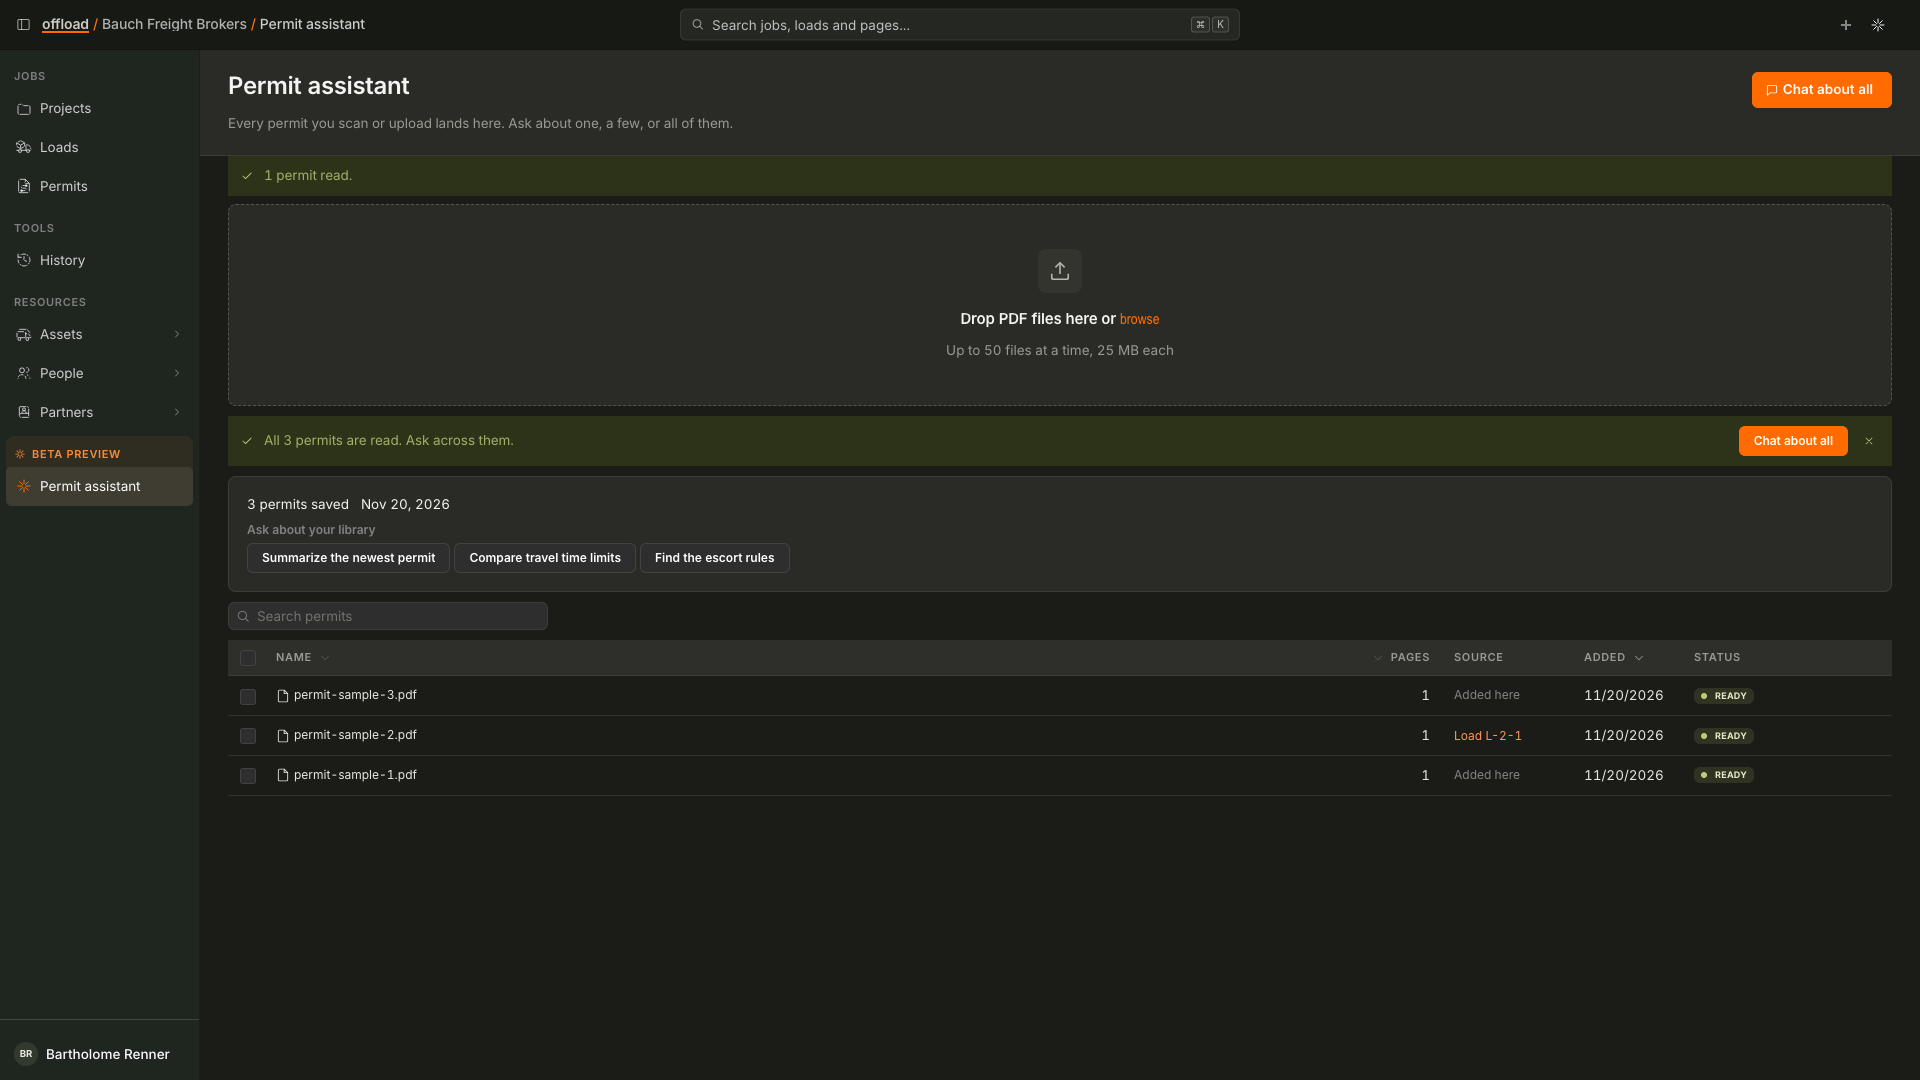 offload / Bauch Freight Brokers / Permit assistant
Search jobs, loads and pages...
⌘ K
JOBS
Projects
Loads
Permits
TOOLS
History
RESOURCES
Assets
People
Partners
BETA PREVIEW
Permit assistant
BR Bartholome Renner
Permit assistant
Chat about all
Every permit you scan or upload lands here. Ask about one, a few, or all of them.
1 permit read.
Drop PDF files here or browse
Up to 50 files at a time, 25 MB each
All 3 permits are read. Ask across them.
Chat about all
3 permits saved Nov 20, 2026
Ask about your library
Summarize the newest permit
Compare travel time limits
Find the escort rules
Search permits
NAME PAGES SOURCE ADDED STATUS
permit-sample-3.pdf 1 Added here 11/20/2026 READY
permit-sample-2.pdf 1 Load L-2-1 11/20/2026 READY
permit-sample-1.pdf 1 Added here 11/20/2026 READY